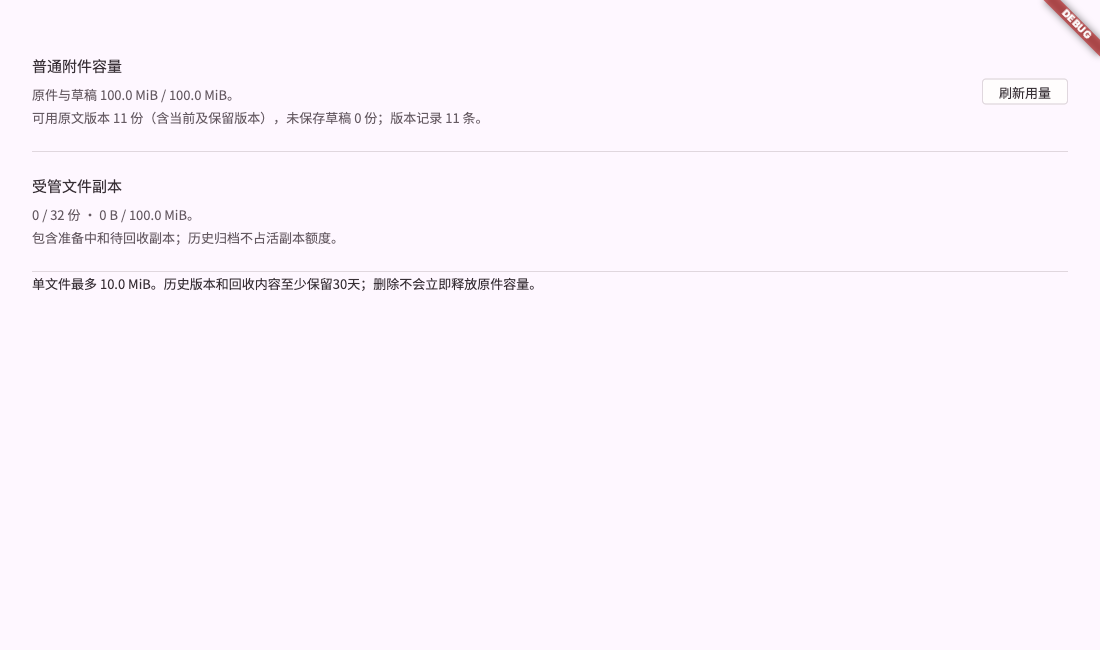 DEBUG
普通附件容量
原件与草稿 100.0 MiB / 100.0 MiB。
刷新用量
可用原文版本 11 份（含当前及保留版本），未保存草稿 0 份；版本记录 11 条。
受管文件副本
0 / 32 份 · 0 B / 100.0 MiB。
包含准备中和待回收副本；历史归档不占活副本额度。
单文件最多 10.0 MiB。历史版本和回收内容至少保留30天；删除不会立即释放原件容量。